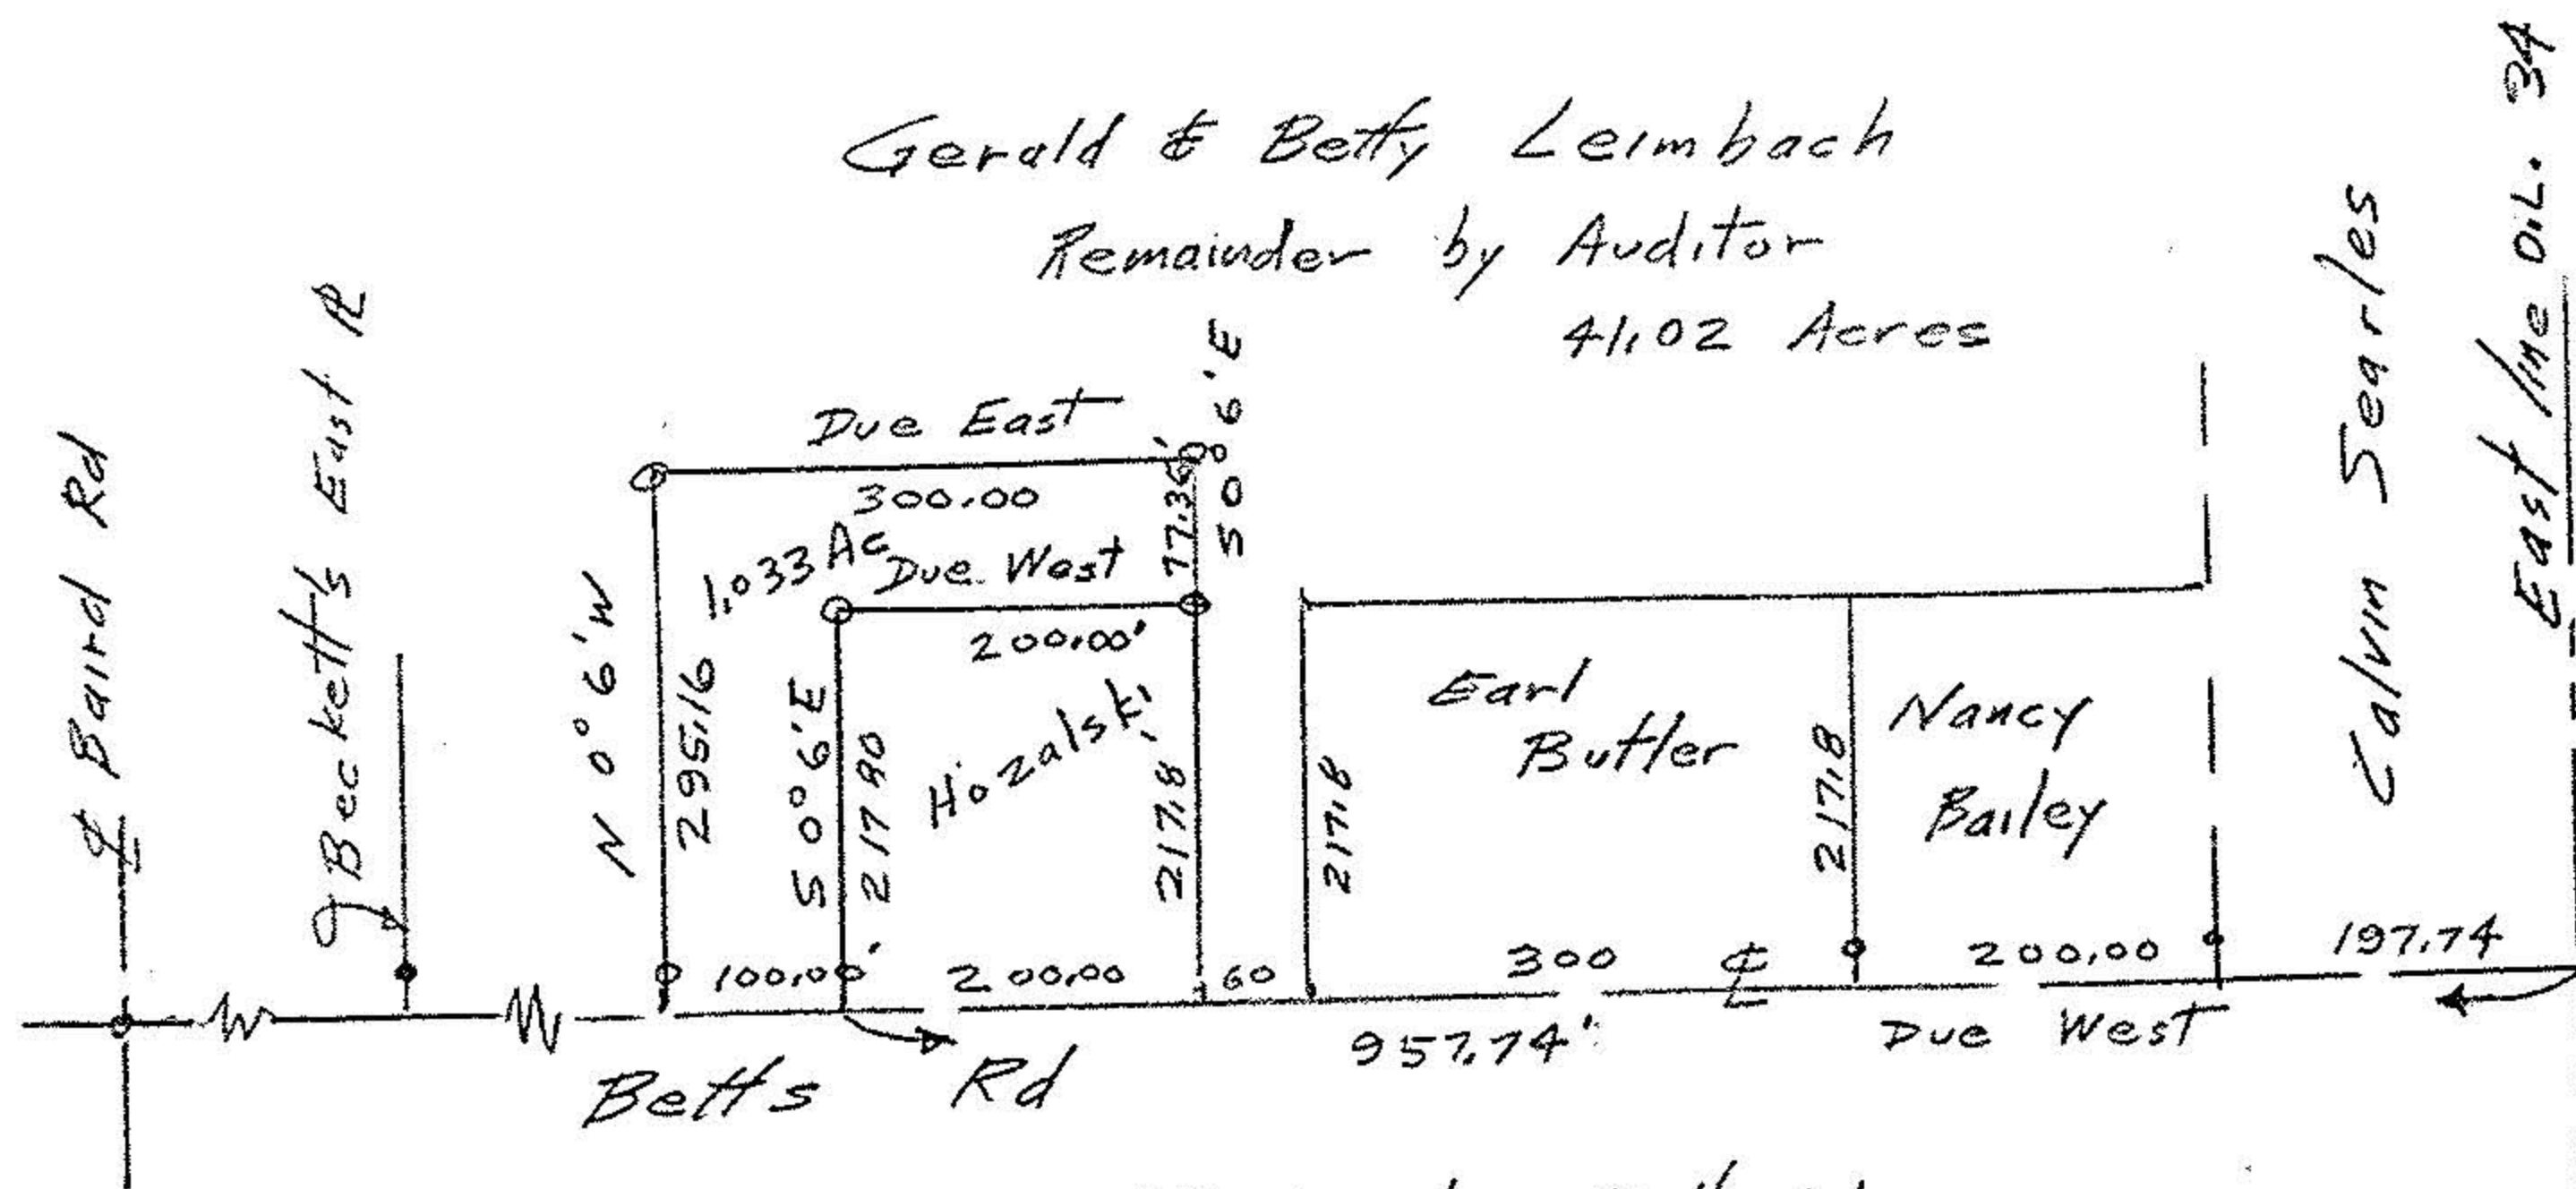 Gerald & Betty Leimbach
Remainder by Auditor
41.02 Acres
℄ Baird Rd
Becketts East ℞
N 0° 6' W
295.16
Due East
300.00
1.033 Ac
77.36'
S 0° 6' E
Due West
200.00'
S 0° 6' E
217.80
Hozalski
217.8'
217.8
Earl
Butler
217.8
Nancy
Bailey
Calvin Searles
East line O.L. 34
100.00'
200.00
60
300
℄
200.00
197.74
957.74'
Due West
Betts Rd